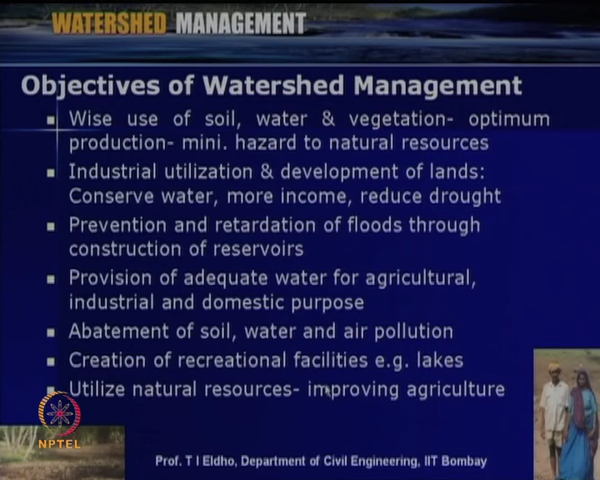 WATERSHED MANAGEMENT
Objectives of Watershed Management
Wise use of soil, water & vegetation- optimum
production- mini. hazard to natural resources
Industrial utilization & development of lands:
Conserve water, more income, reduce drought
Prevention and retardation of floods through
construction of reservoirs
Provision of adequate water for agricultural,
industrial and domestic purpose
Abatement of soil, water and air pollution
Creation of recreational facilities e.g. lakes
Utilize natural resources- improving agriculture
NPTEL
Prof. T I Eldho, Department of Civil Engineering, IIT Bombay